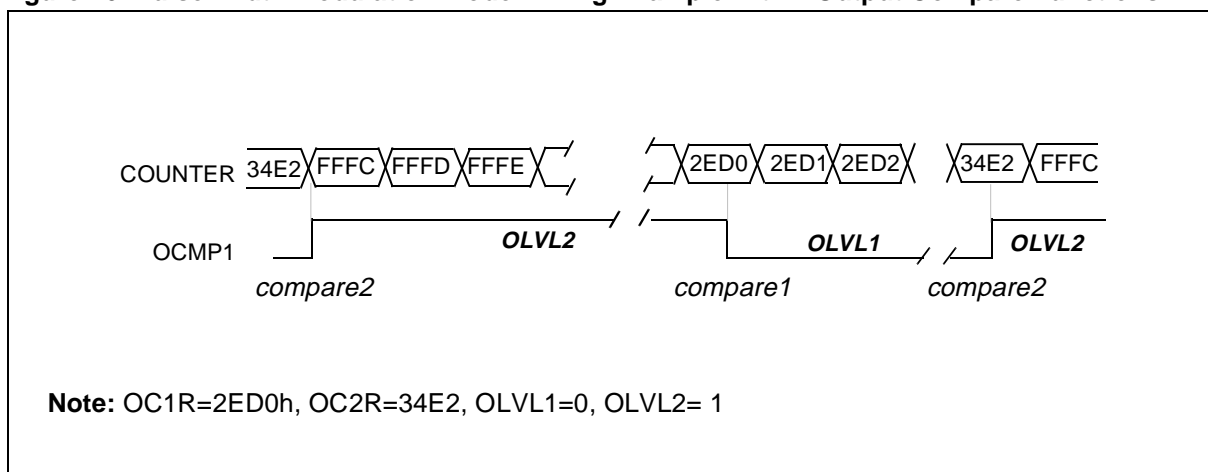 COUNTER 34E2 FFFC FFFD FFFE 2ED0 2ED1 2ED2 34E2 FFFC
OCMP1 OLVL2 OLVL1 OLVL2
compare2 compare1 compare2
Note: OC1R=2ED0h, OC2R=34E2, OLVL1=0, OLVL2= 1